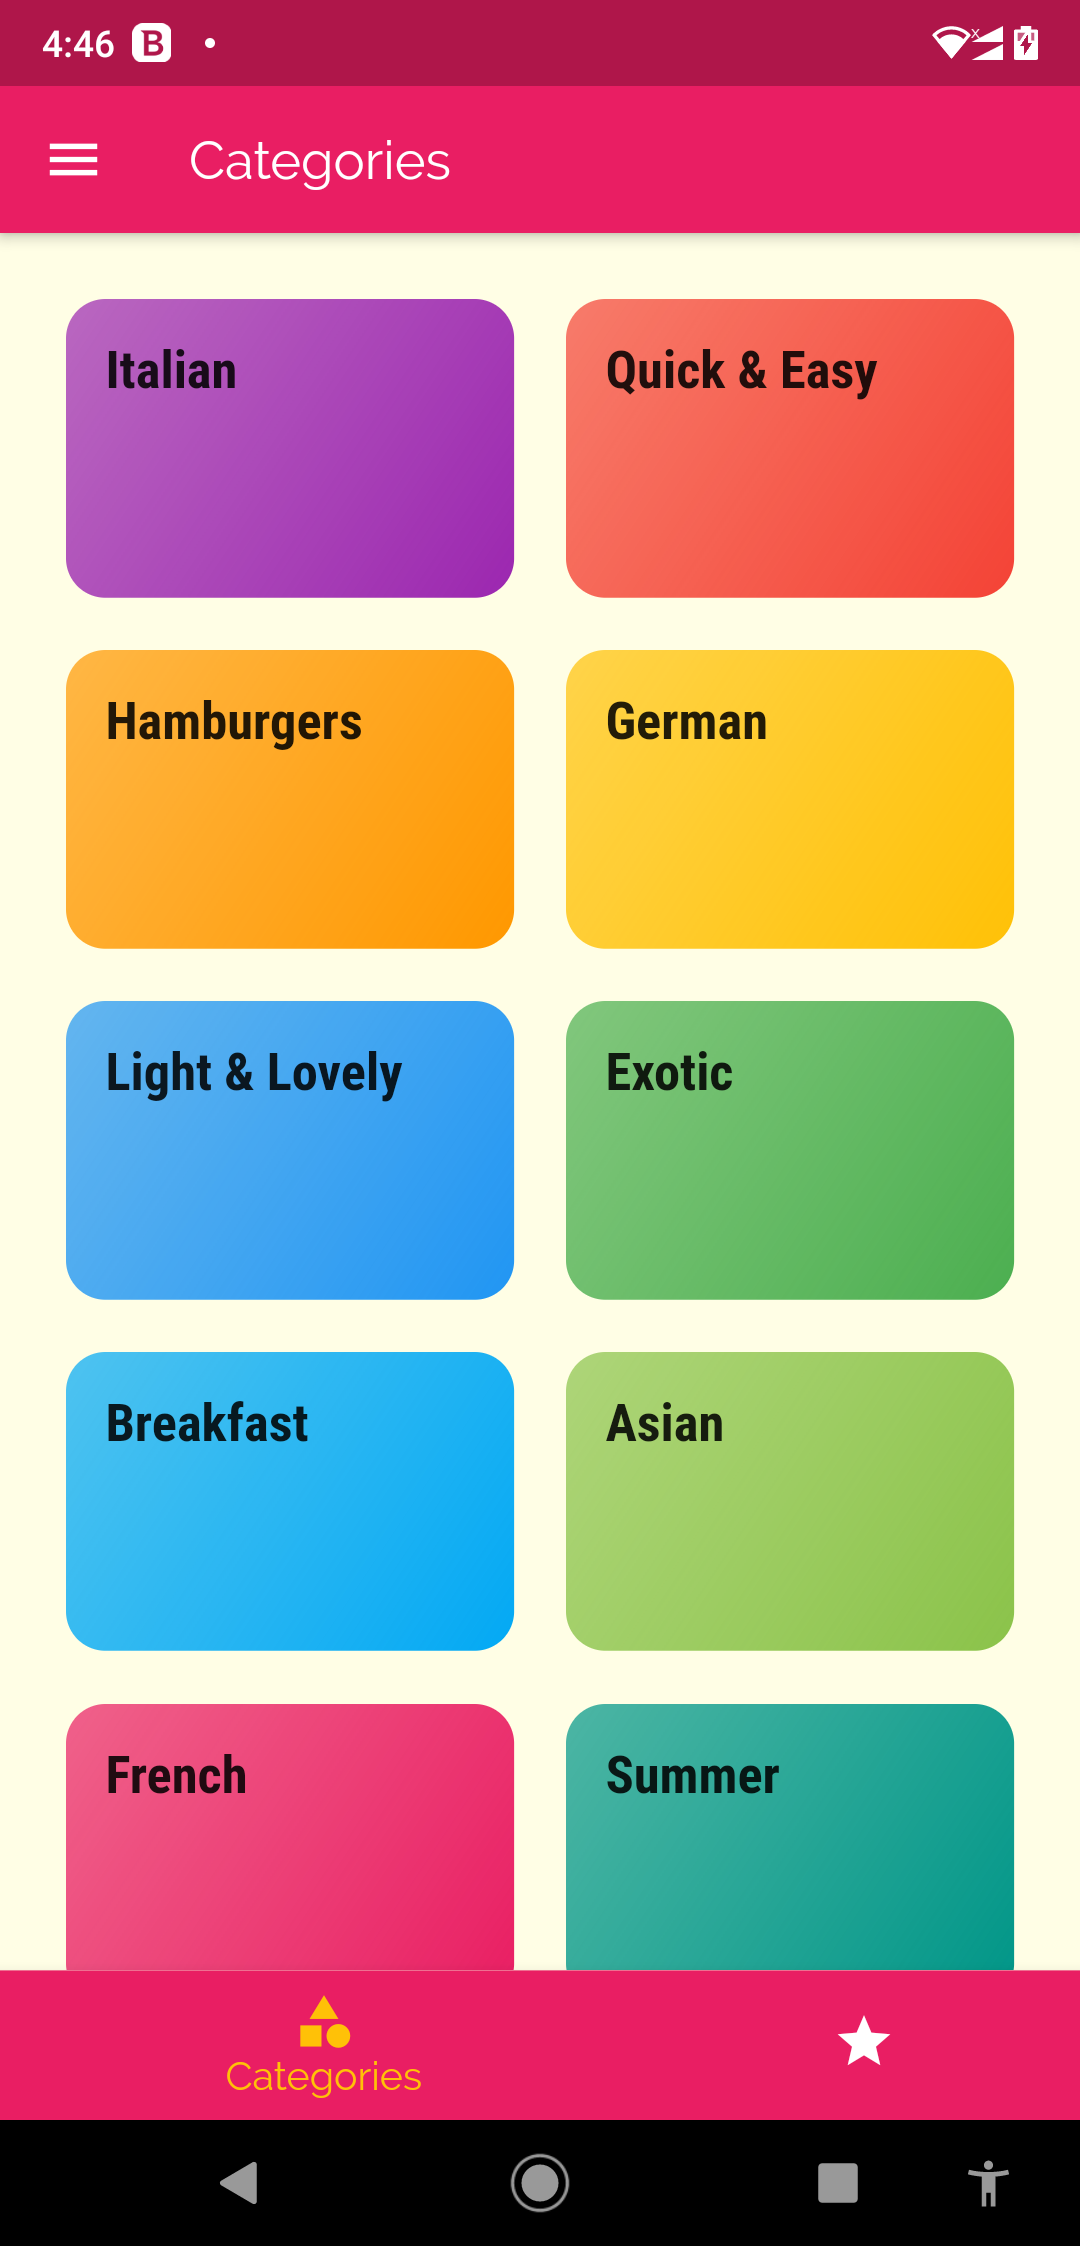 4:46
Categories
Italian
Quick & Easy
Hamburgers
German
Light & Lovely
Exotic
Breakfast
Asian
French
Summer
Categories